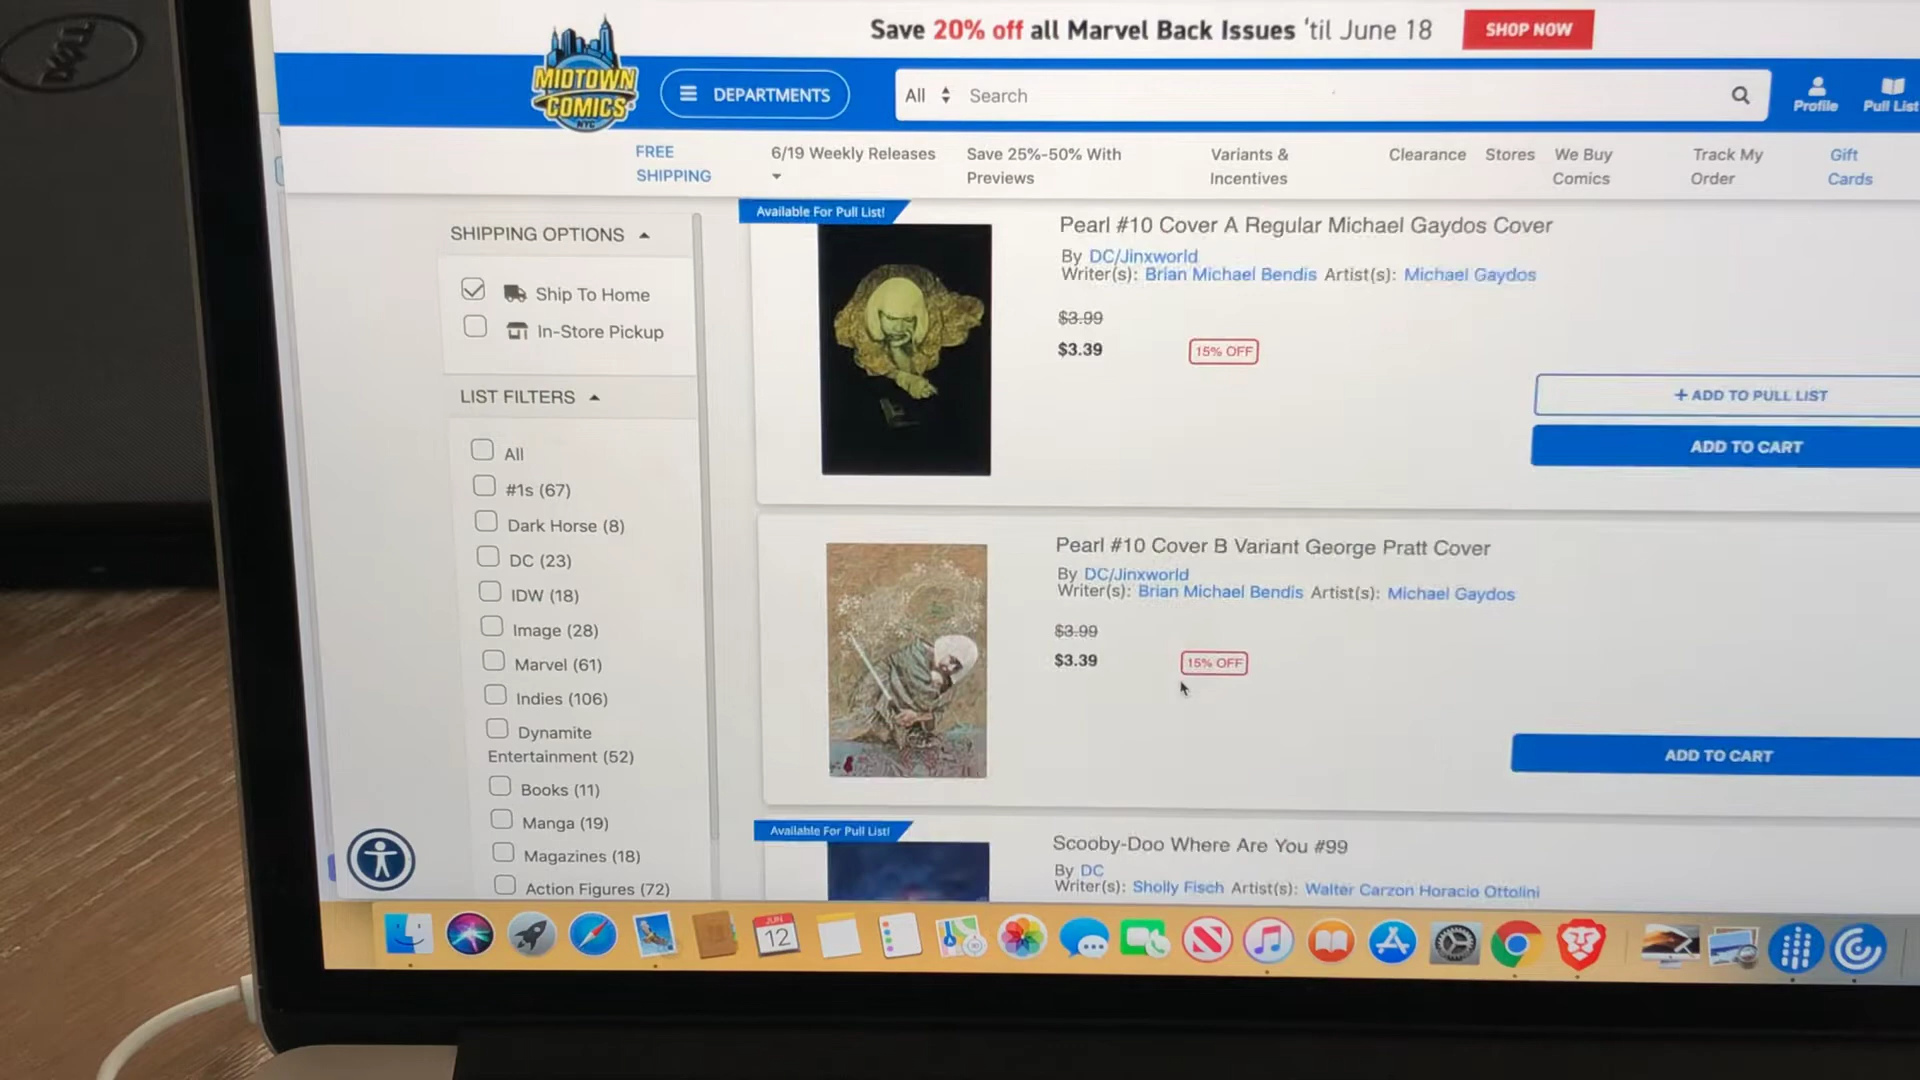 DELL
Save 20% off all Marvel Back Issues 'til June 18
SHOP NOW
MIDTOWN
COMICS
NYC
DEPARTMENTS
All
Search
Profile
Pull List
FREE
SHIPPING
6/19 Weekly Releases
Save 25%-50% With
Previews
Variants &
Incentives
Clearance
Stores
We Buy
Comics
Track My
Order
Gift
Cards
SHIPPING OPTIONS
Ship To Home
In-Store Pickup
LIST FILTERS
All
#1s (67)
Dark Horse (8)
DC (23)
IDW (18)
Image (28)
Marvel (61)
Indies (106)
Dynamite
Entertainment (52)
Books (11)
Manga (19)
Magazines (18)
Action Figures (72)
Available For Pull List!
Pearl #10 Cover A Regular Michael Gaydos Cover
By DC/Jinxworld
Writer(s): Brian Michael Bendis Artist(s): Michael Gaydos
$3.99
$3.39
15% OFF
+ ADD TO PULL LIST
ADD TO CART
Pearl #10 Cover B Variant George Pratt Cover
By DC/Jinxworld
Writer(s): Brian Michael Bendis Artist(s): Michael Gaydos
$3.99
$3.39
15% OFF
ADD TO CART
Available For Pull List!
Scooby-Doo Where Are You #99
By DC
Writer(s): Sholly Fisch Artist(s): Walter Carzon Horacio Ottolini
JUN
12